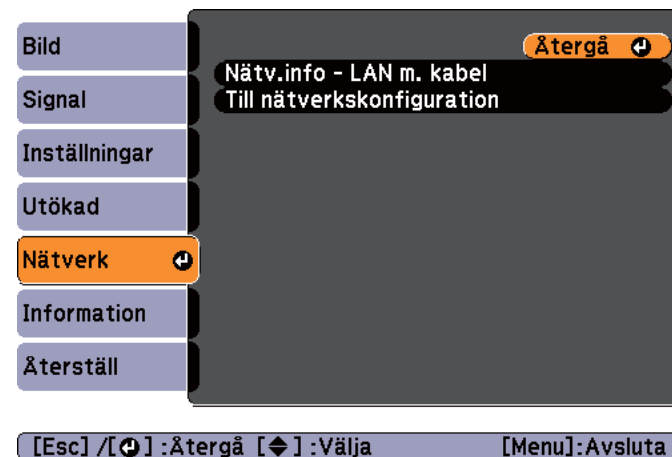 Bild
Signal
Inställningar
Utökad
Nätverk
Information
Återställ
Återgå
Nätv.info - LAN m. kabel
Till nätverkskonfiguration
[Esc] /[⏎] :Återgå [◆] :Välja [Menu]:Avsluta